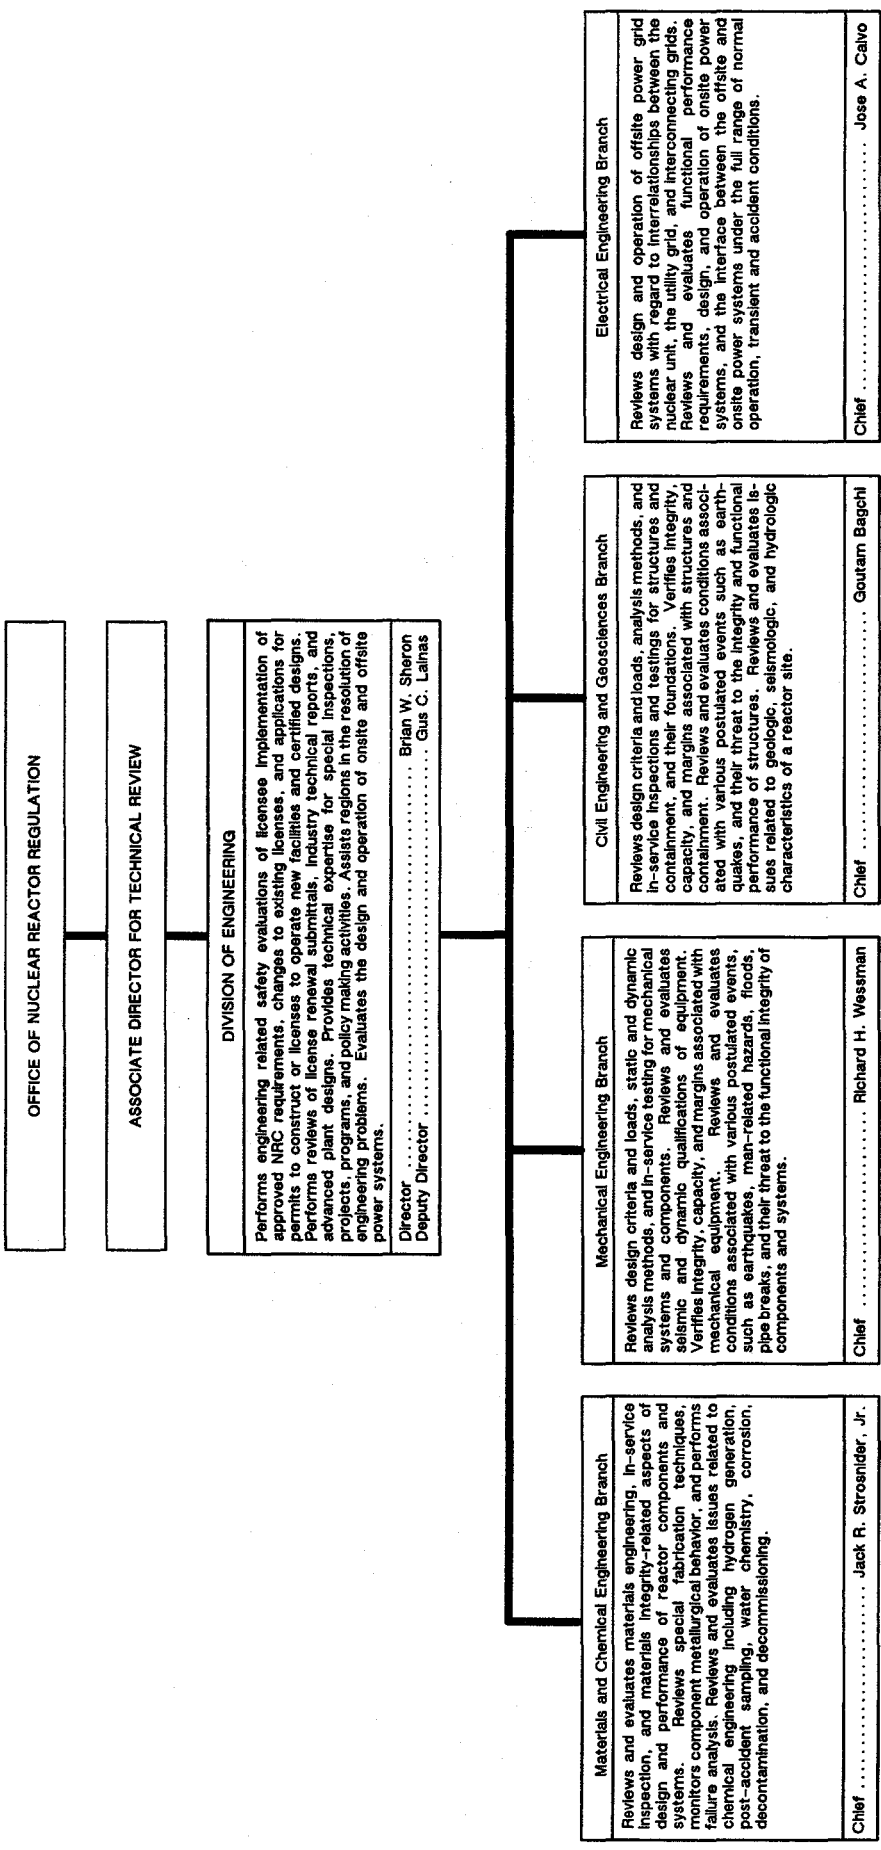 OFFICE OF NUCLEAR REACTOR REGULATION
ASSOCIATE DIRECTOR FOR TECHNICAL REVIEW
DIVISION OF ENGINEERING
Performs engineering related safety evaluations of licensee implementation of
approved NRC requirements, changes to existing licenses, and applications for
permits to construct or licenses to operate new facilities and certified designs.
Performs reviews of license renewal submittals, industry technical reports, and
advanced plant designs. Provides technical expertise for special inspections,
projects, programs, and policy making activities. Assists regions in the resolution of
engineering problems. Evaluates the design and operation of onsite and offsite
power systems.
Director .............................. Brian W. Sheron
Deputy Director .............................. Gus C. Lainas
Materials and Chemical Engineering Branch
Reviews and evaluates materials engineering, in-service
inspection, and materials integrity-related aspects of
design and performance of reactor components and
systems. Reviews special fabrication techniques,
monitors component metallurgical behavior, and performs
failure analysis. Reviews and evaluates issues related to
chemical engineering including hydrogen generation,
post-accident sampling, water chemistry, corrosion,
decontamination, and decommissioning.
Chief .................... Jack R. Strosnider, Jr.
Mechanical Engineering Branch
Reviews design criteria and loads, static and dynamic
analysis methods, and in-service testing for mechanical
systems and components. Reviews and evaluates
seismic and dynamic qualifications of equipment.
Verifies integrity, capacity, and margins associated with
mechanical equipment. Reviews and evaluates
conditions associated with various postulated events,
such as earthquakes, man-related hazards, floods,
pipe breaks, and their threat to the functional integrity of
components and systems.
Chief .................... Richard H. Wessman
Civil Engineering and Geosciences Branch
Reviews design criteria and loads, analysis methods, and
in-service inspections and testings for structures and
containment, and their foundations. Verifies integrity,
capacity, and margins associated with structures and
containment. Reviews and evaluates conditions associ-
ated with various postulated events such as earth-
quakes, and their threat to the integrity and functional
performance of structures. Reviews and evaluates is-
sues related to geologic, seismologic, and hydrologic
characteristics of a reactor site.
Chief .................... Goutam Bagchi
Electrical Engineering Branch
Reviews design and operation of offsite power grid
systems with regard to interrelationships between the
nuclear unit, the utility grid, and interconnecting grids.
Reviews and evaluates functional performance
requirements, design, and operation of onsite power
systems, and the interface between the offsite and
onsite power systems under the full range of normal
operation, transient and accident conditions.
Chief .................... Jose A. Calvo